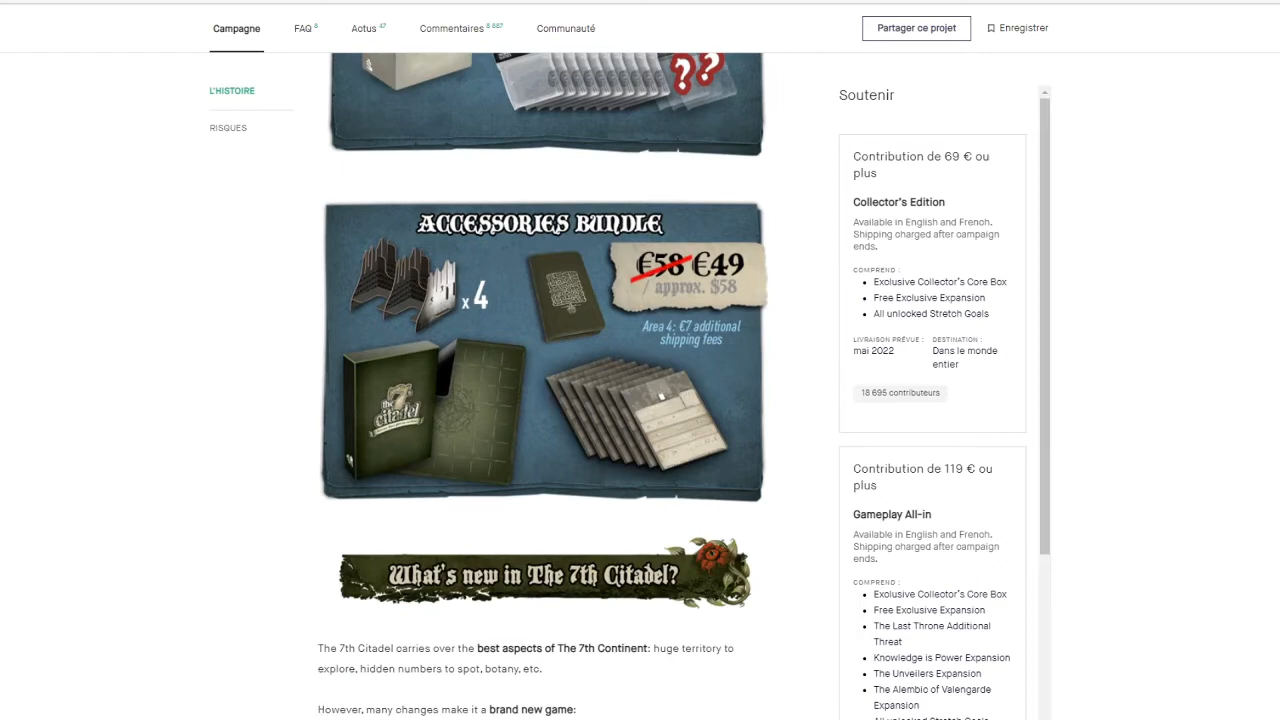 Campagne
FAQ 8
Actus 47
Commentaires 8 887
Communauté
Partager ce projet
Enregistrer
L'HISTOIRE
RISQUES
??
ACCESSORIES BUNDLE
€58 €49
/ approx. $58
x 4
Area 4: €7 additional
shipping fees
the
7th
citadel
What's new in The 7th Citadel?
The 7th Citadel carries over the best aspects of The 7th Continent: huge territory to
explore, hidden numbers to spot, botany, etc.
However, many changes make it a brand new game:
Soutenir
Contribution de 69 € ou
plus
Collector's Edition
Available in English and French.
Shipping charged after campaign
ends.
COMPREND :
Exclusive Collector's Core Box
Free Exclusive Expansion
All unlooked Stretch Goals
LIVRAISON PRÉVUE :
mai 2022
DESTINATION :
Dans le monde
entier
18 695 contributeurs
Contribution de 119 € ou
plus
Gameplay All-in
Available in English and French.
Shipping charged after campaign
ends.
COMPREND :
Exclusive Collector's Core Box
Free Exclusive Expansion
The Last Throne Additional
Threat
Knowledge is Power Expansion
The Unveilers Expansion
The Alembic of Valengarde
Expansion